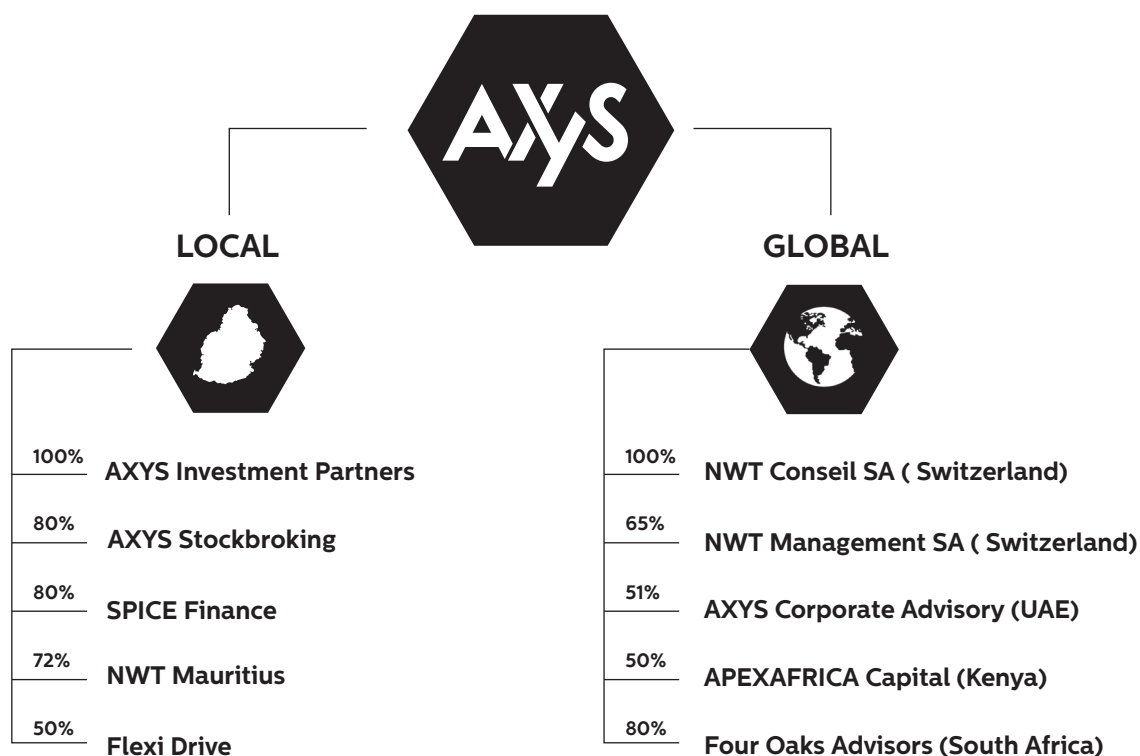 AXYS
LOCAL
GLOBAL
100%
AXYS Investment Partners
80%
AXYS Stockbroking
80%
SPICE Finance
72%
NWT Mauritius
50%
Flexi Drive
100%
NWT Conseil SA ( Switzerland)
65%
NWT Management SA ( Switzerland)
51%
AXYS Corporate Advisory (UAE)
50%
APEXAFRICA Capital (Kenya)
80%
Four Oaks Advisors (South Africa)